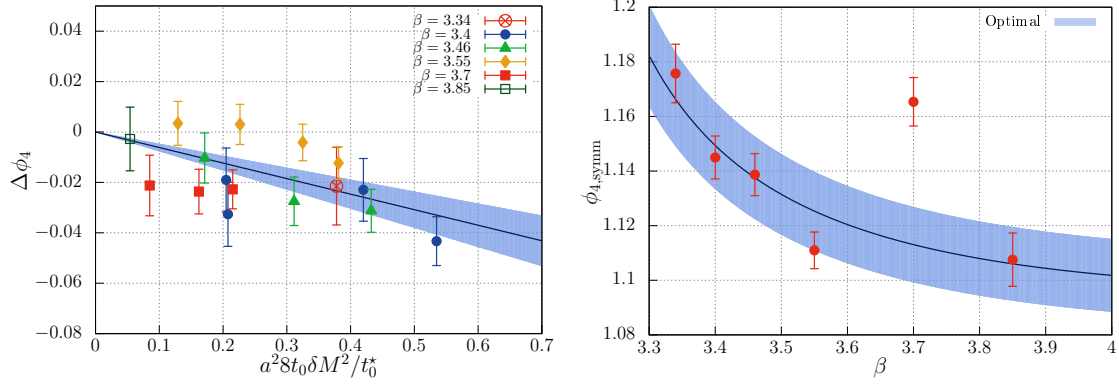 0.04
0.02
0
−0.02
−0.04
−0.06
−0.08
Δϕ₄
0 0.1 0.2 0.3 0.4 0.5 0.6 0.7
a²8t₀δM²/t₀*
β = 3.34
β = 3.4
β = 3.46
β = 3.55
β = 3.7
β = 3.85
1.2
1.18
1.16
1.14
1.12
1.1
1.08
ϕ₄,symm
3.3 3.4 3.5 3.6 3.7 3.8 3.9 4
β
Optimal